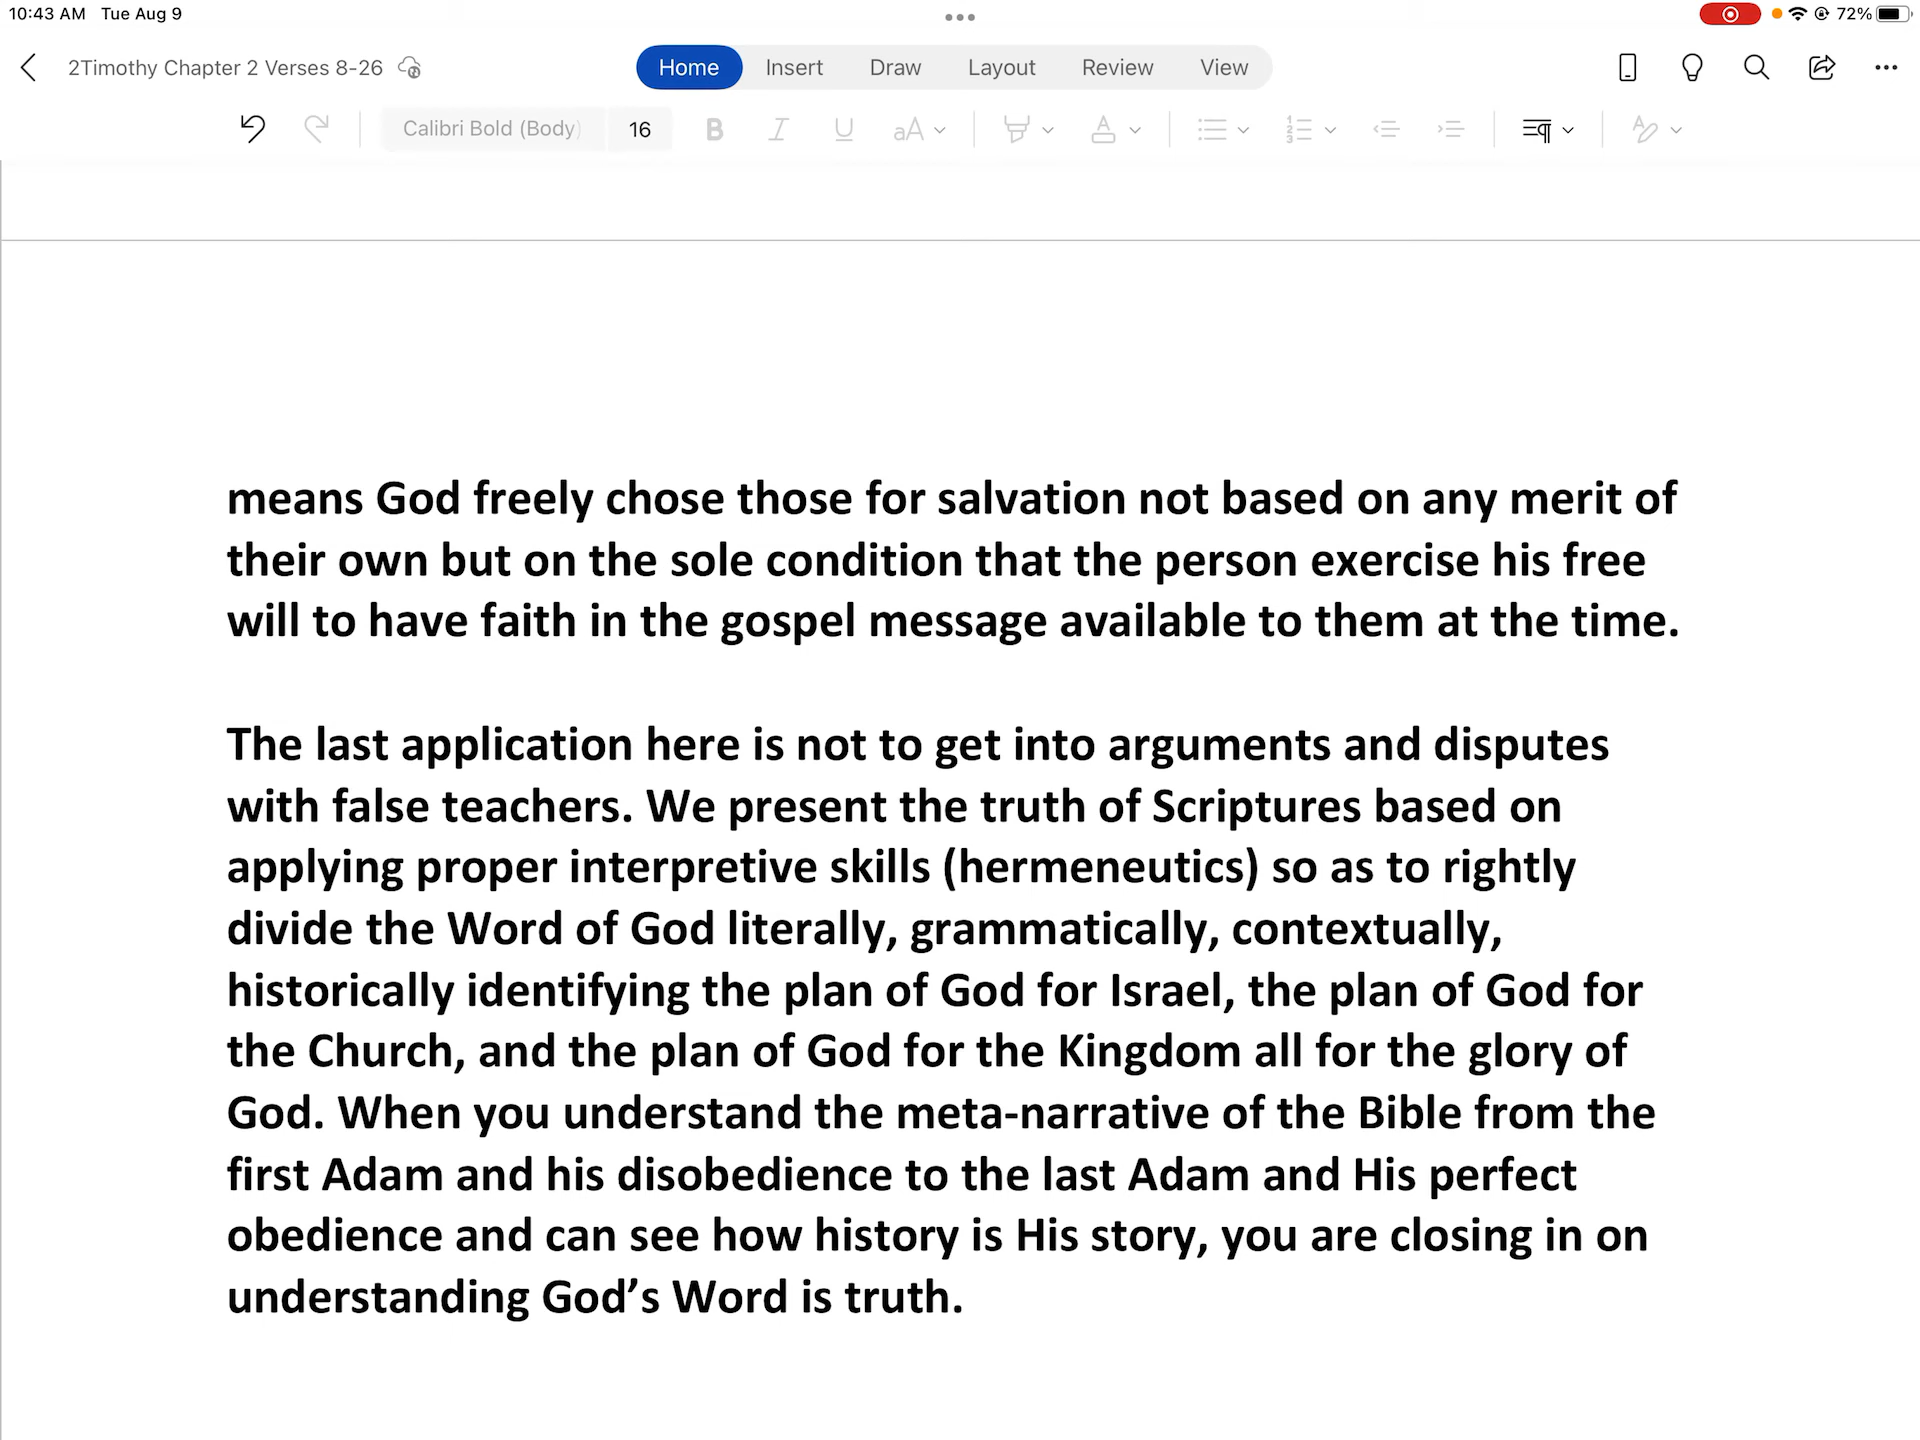 10:43 AM Tue Aug 9
72%
2Timothy Chapter 2 Verses 8-26
Home Insert Draw Layout Review View
Calibri Bold (Body) 16 B I U aA A
means God freely chose those for salvation not based on any merit of
their own but on the sole condition that the person exercise his free
will to have faith in the gospel message available to them at the time.
The last application here is not to get into arguments and disputes
with false teachers. We present the truth of Scriptures based on
applying proper interpretive skills (hermeneutics) so as to rightly
divide the Word of God literally, grammatically, contextually,
historically identifying the plan of God for Israel, the plan of God for
the Church, and the plan of God for the Kingdom all for the glory of
God. When you understand the meta-narrative of the Bible from the
first Adam and his disobedience to the last Adam and His perfect
obedience and can see how history is His story, you are closing in on
understanding God’s Word is truth.